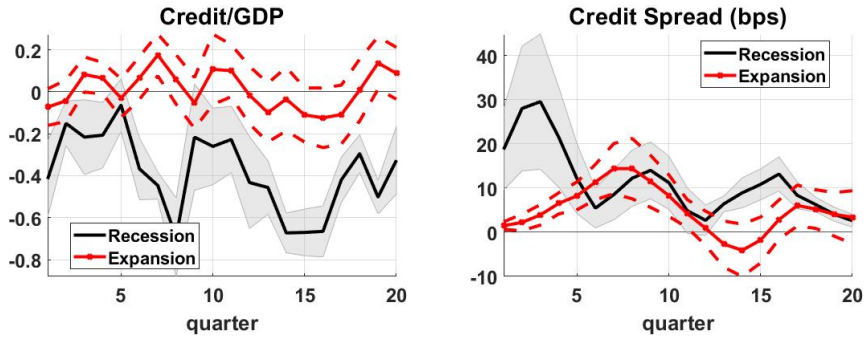 Credit/GDP
0.2
0
-0.2
-0.4
-0.6
-0.8
Recession
Expansion
5
10
15
20
quarter
Credit Spread (bps)
40
30
20
10
0
-10
Recession
Expansion
5
10
15
20
quarter